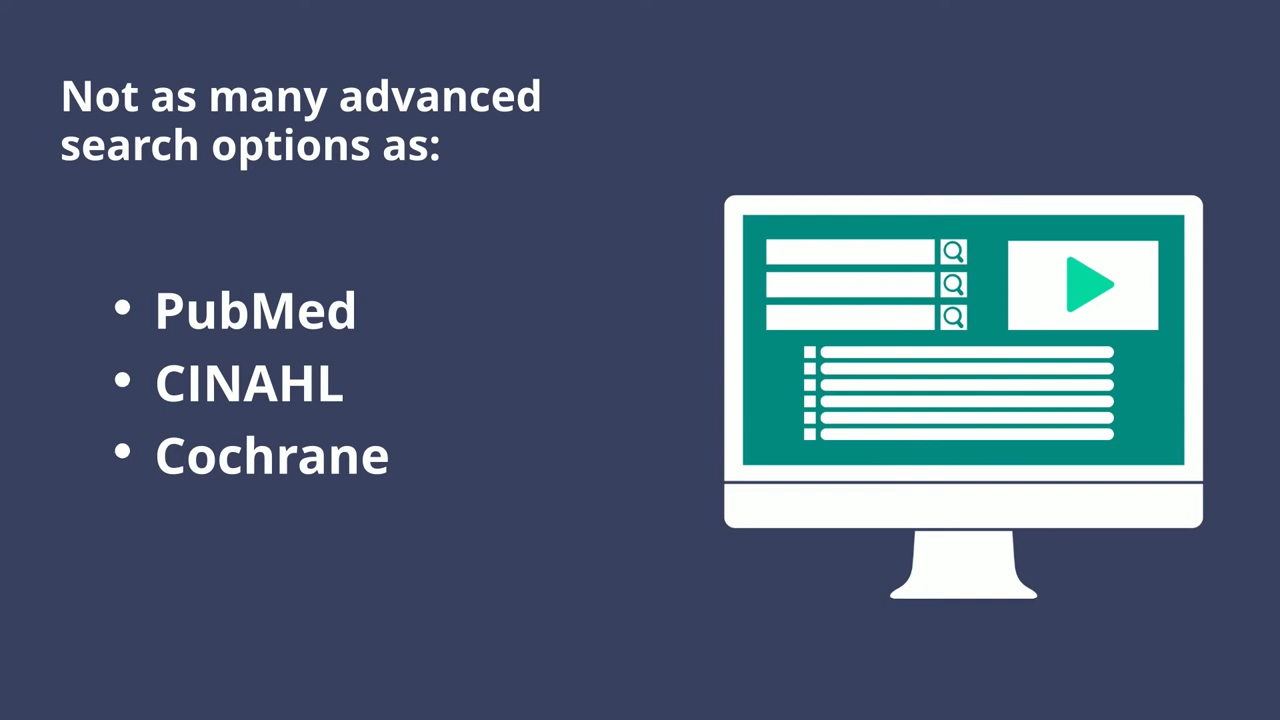 Not as many advanced
search options as:
• PubMed
• CINAHL
• Cochrane